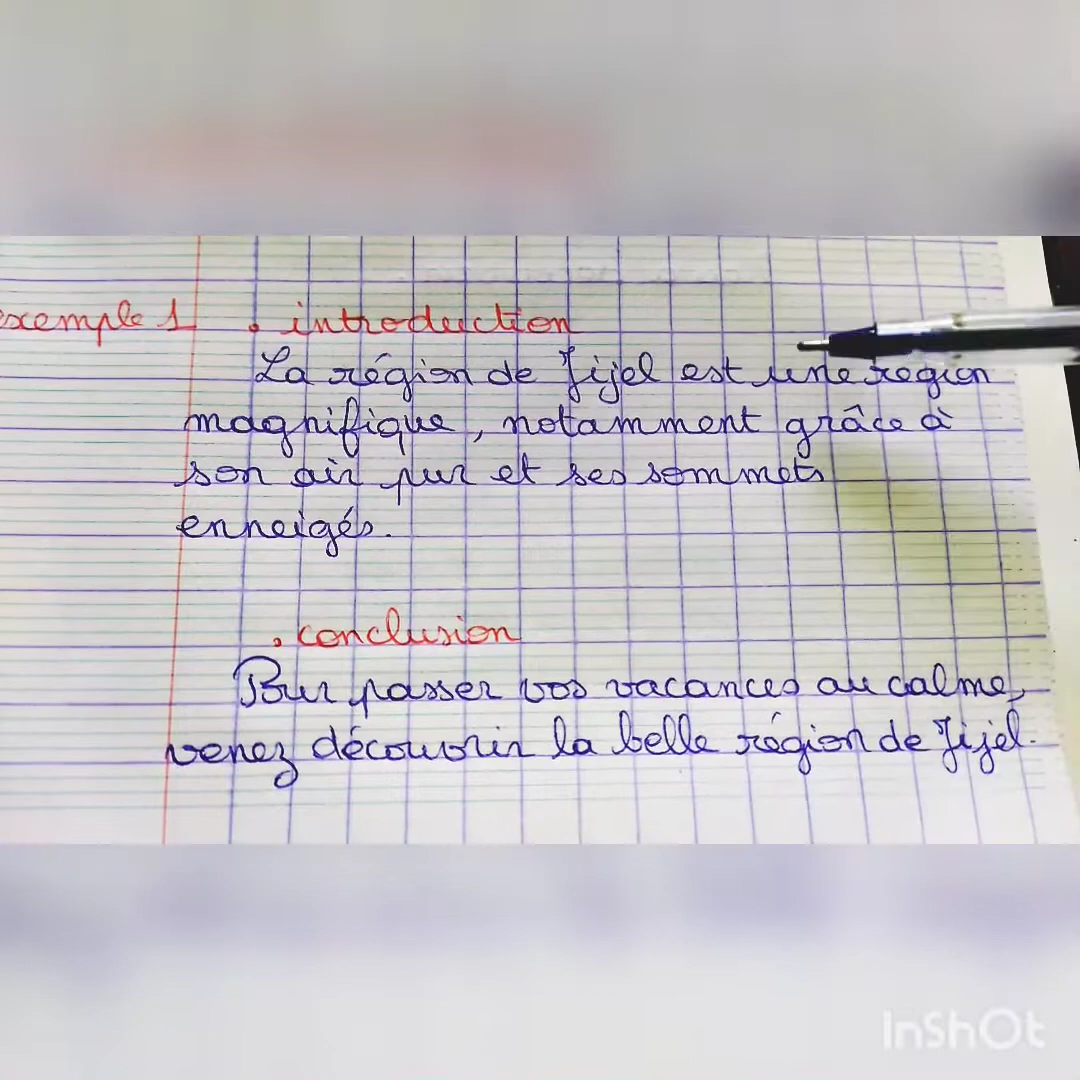 exemple 1 . introduction
La région de Jijel est une région
magnifique, notamment grâce à
son air pur et ses sommets
enneigés.
. conclusion
Pour passer vos vacances au calme,
venez découvrir la belle région de Jijel.
InShOt